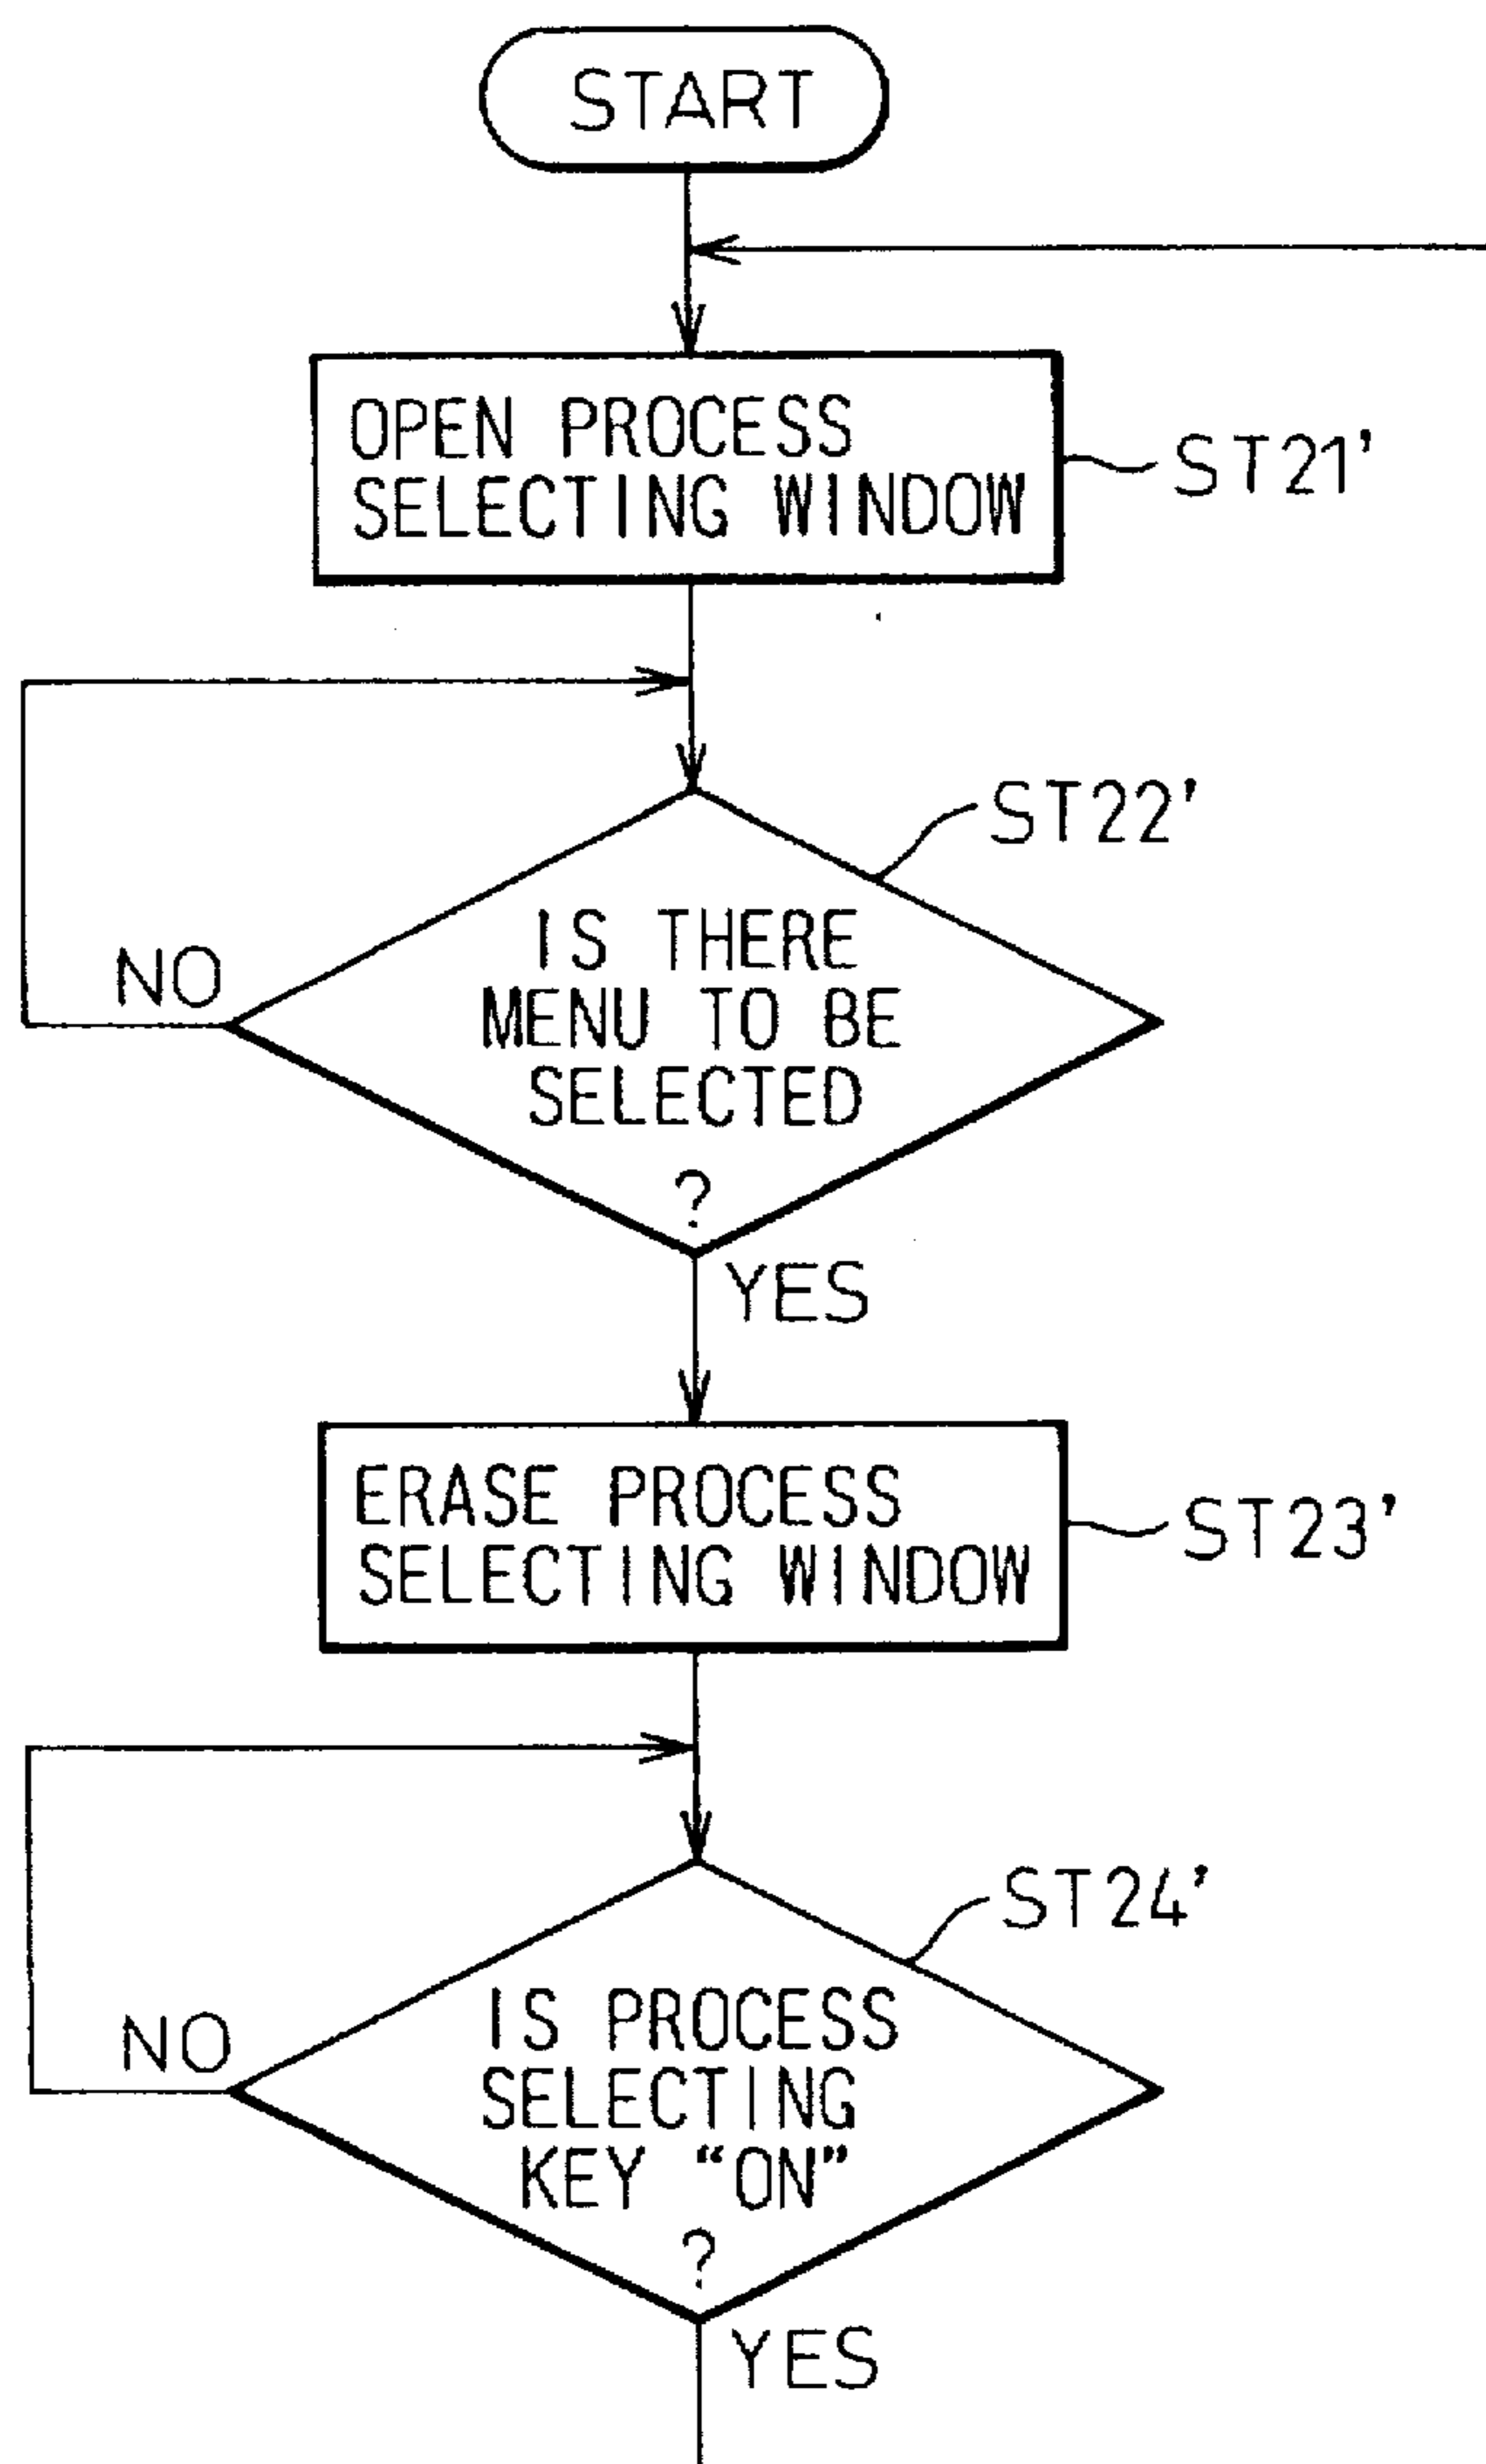 START
OPEN PROCESS
SELECTING WINDOW
ST21'
ST22'
IS THERE
MENU TO BE
SELECTED
?
NO
YES
ERASE PROCESS
SELECTING WINDOW
ST23'
ST24'
IS PROCESS
SELECTING
KEY “ON”
?
NO
YES